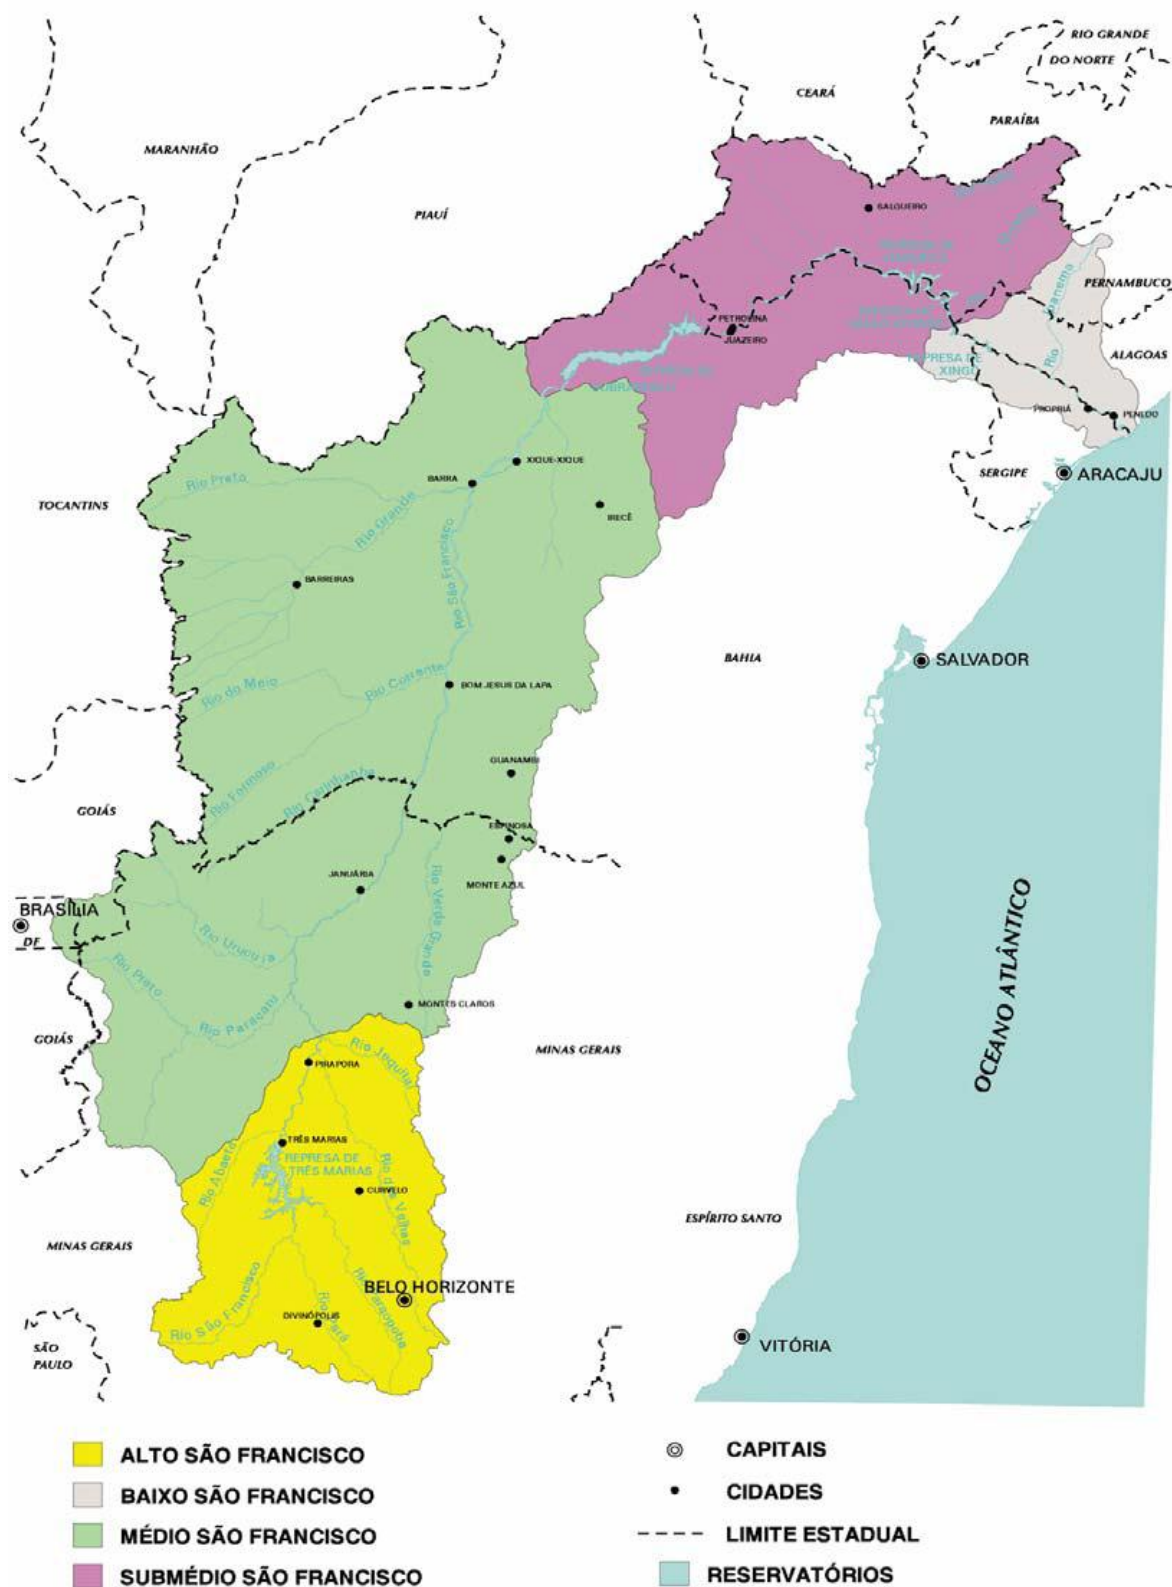 RIO GRANDE
DO NORTE
CEARÁ
PARAÍBA
MARANHÃO
PIAUÍ
SALGUEIRO
PERNAMBUCO
Rio
Ipanema
PETROLINA
JUAZEIRO
ALAGOAS
REPRESA DE
XINGÓ
PROPRIÁ
PENEDO
SERGIPE
ARACAJU
XIQUE-XIQUE
BARRA
Rio Preto
TOCANTINS
IRECÊ
Rio Grande
Rio São Francisco
BARREIRAS
BAHIA
SALVADOR
Rio do Meio
Rio Corrente
BOM JESUS DA LAPA
GUANAMBI
Rio Formoso
Rio Carinhanha
GOIÁS
ESPINOSA
JANUÁRIA
MONTE AZUL
Rio Verde Grande
BRASÍLIA
DF
Rio Urucuia
Rio Preto
Rio Paracatu
MONTES CLAROS
GOIÁS
MINAS GERAIS
OCEANO ATLÂNTICO
Rio Jequitaí
PIRAPORA
TRÊS MARIAS
REPRESA DE
TRÊS MARIAS
Rio Abaeté
CURVELO
Rio das Velhas
ESPÍRITO SANTO
MINAS GERAIS
BELO HORIZONTE
Rio São Francisco
DIVINÓPOLIS
Rio Pará
Rio Paraopeba
SÃO
PAULO
VITÓRIA
ALTO SÃO FRANCISCO
BAIXO SÃO FRANCISCO
MÉDIO SÃO FRANCISCO
SUBMÉDIO SÃO FRANCISCO
CAPITAIS
CIDADES
LIMITE ESTADUAL
RESERVATÓRIOS